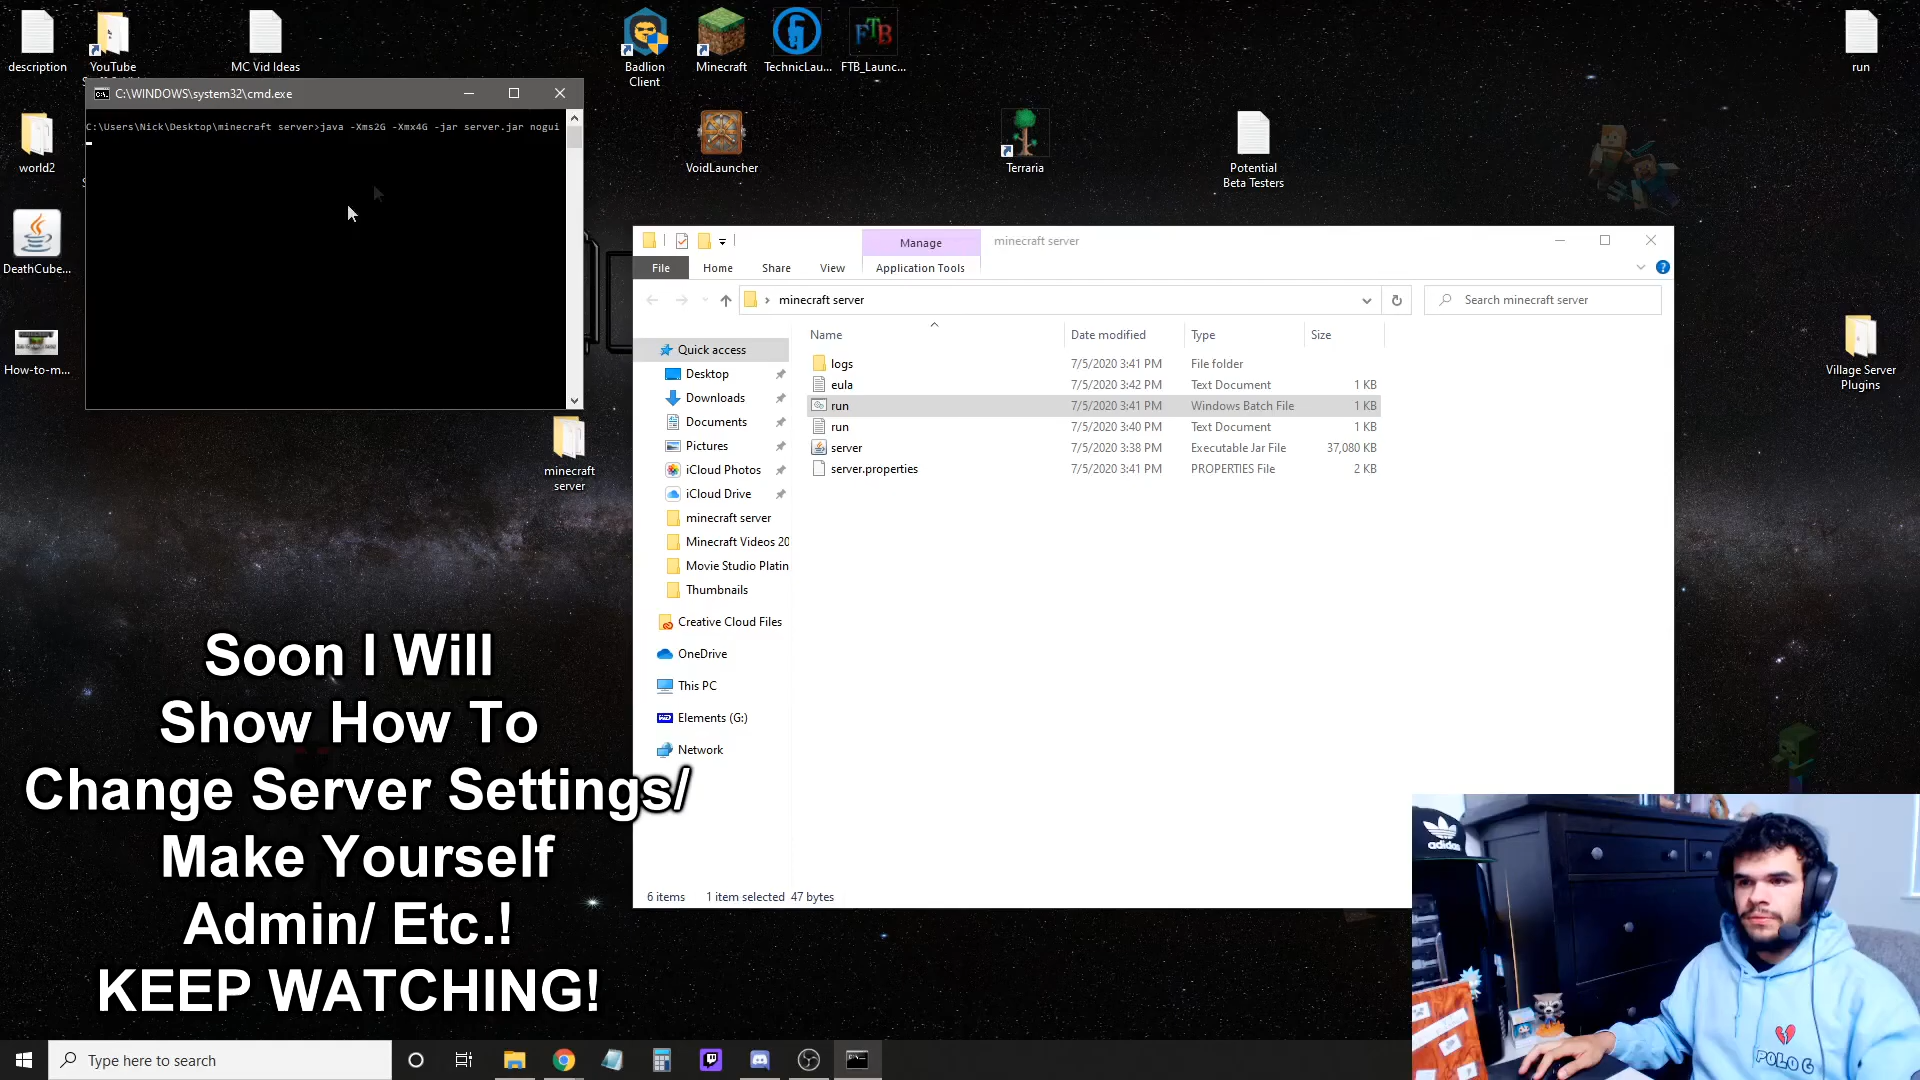 description
YouTube
MC Vid Ideas
Badlion
Client
Minecraft
TechnicLau...
FTB_Launc...
run
C:\WINDOWS\system32\cmd.exe
C:\Users\Nick\Desktop\minecraft server>java -Xms2G -Xmx4G -jar server.jar nogui
world2
VoidLauncher
Terraria
Potential
Beta Testers
DeathCube...
How-to-m...
minecraft
server
Village Server
Plugins
Manage
minecraft server
File
Home
Share
View
Application Tools
minecraft server
Search minecraft server
Name
Date modified
Type
Size
Quick access
Desktop
Downloads
Documents
Pictures
iCloud Photos
iCloud Drive
minecraft server
Minecraft Videos 20
Movie Studio Platin
Thumbnails
Creative Cloud Files
OneDrive
This PC
Elements (G:)
Network
logs 7/5/2020 3:41 PM File folder
eula 7/5/2020 3:42 PM Text Document 1 KB
run 7/5/2020 3:41 PM Windows Batch File 1 KB
run 7/5/2020 3:40 PM Text Document 1 KB
server 7/5/2020 3:38 PM Executable Jar File 37,080 KB
server.properties 7/5/2020 3:41 PM PROPERTIES File 2 KB
6 items 1 item selected 47 bytes
Soon I Will
Show How To
Change Server Settings/
Make Yourself
Admin/ Etc.!
KEEP WATCHING!
adidas
POLO G
Type here to search